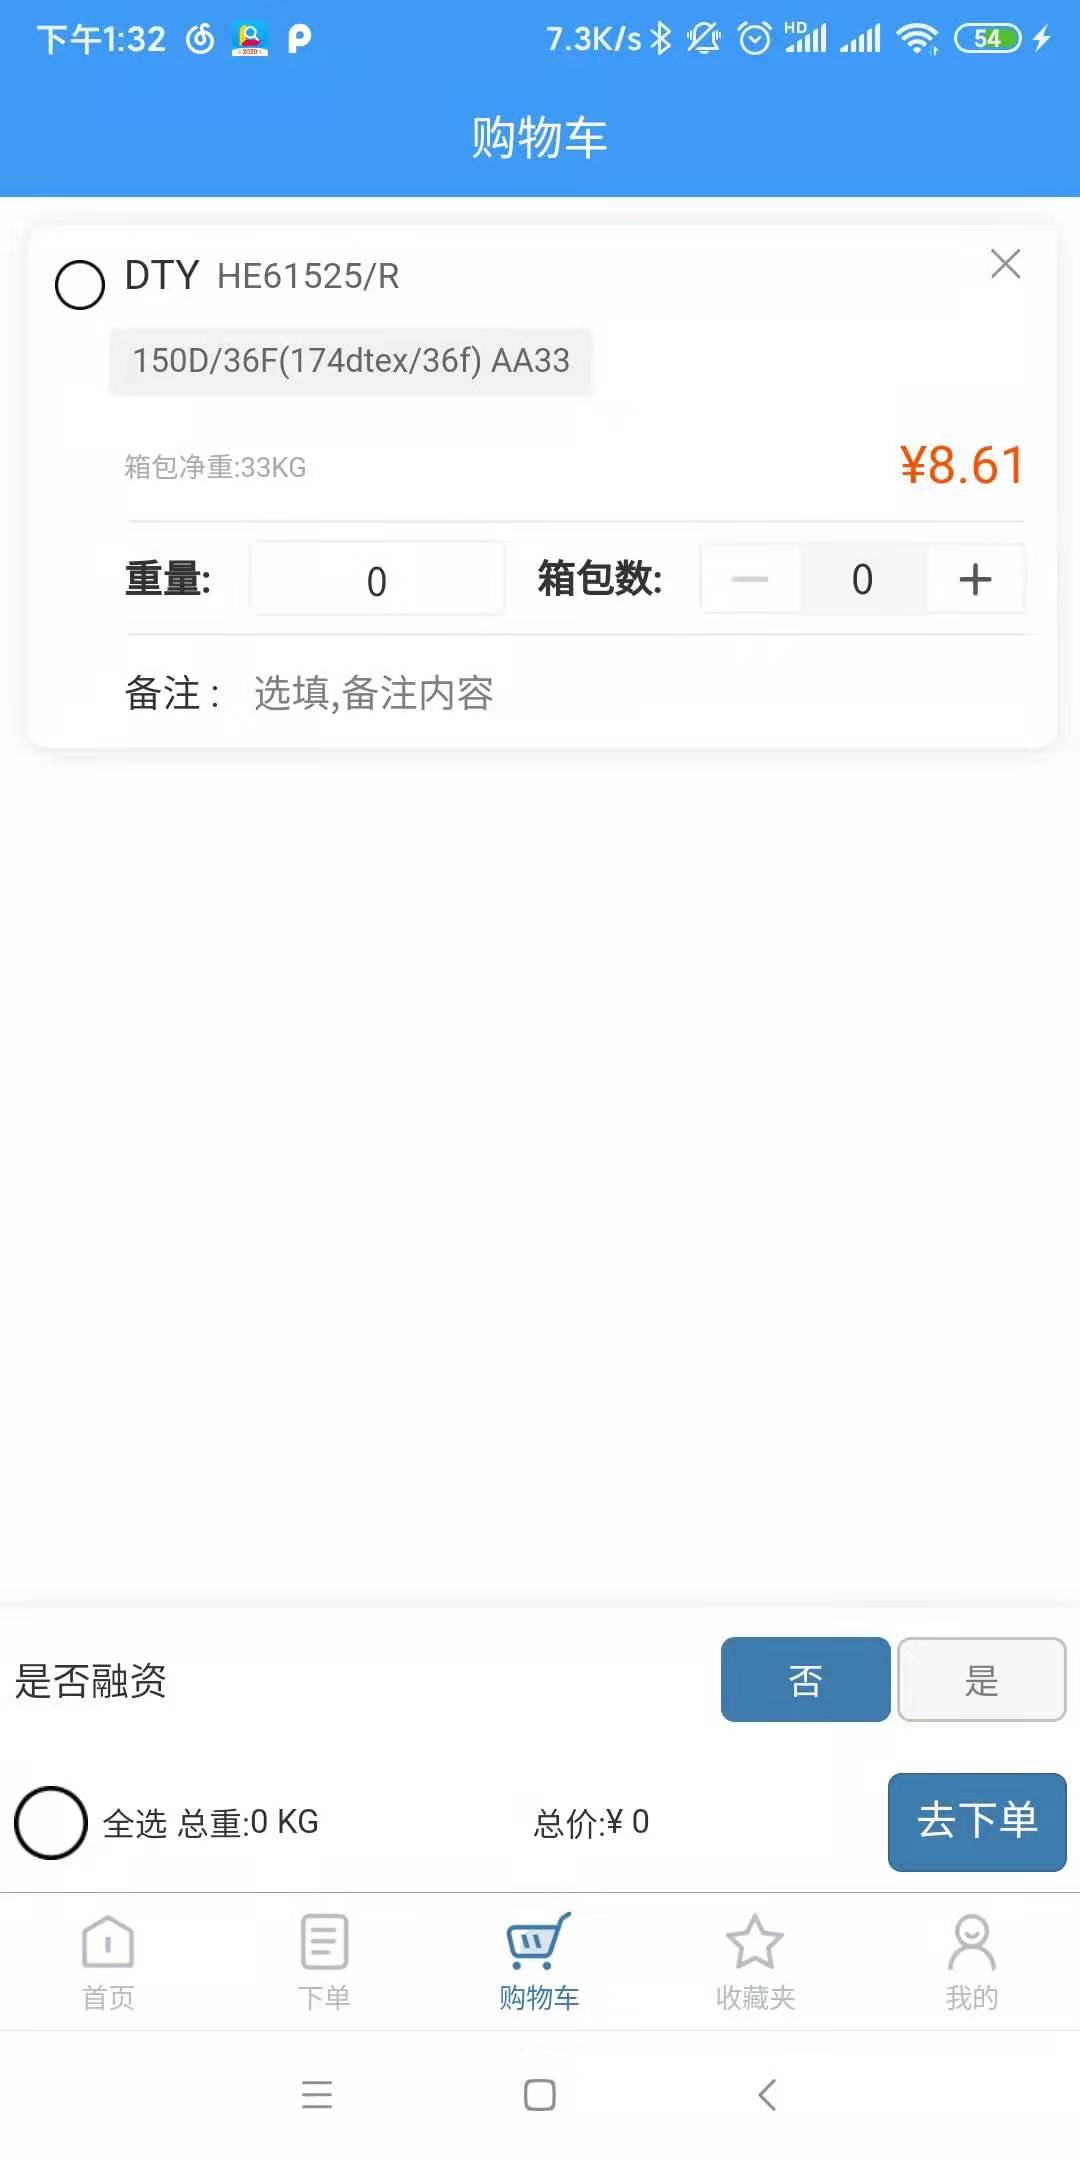 下午1:32 7.3K/s HD 54
2020
购物车
DTY HE61525/R
150D/36F(174dtex/36f) AA33
箱包净重:33KG ¥8.61
重量: 0 箱包数: 0
备注: 选填,备注内容
是否融资 否 是
全选 总重:0 KG 总价:¥ 0 去下单
首页 下单 购物车 收藏夹 我的